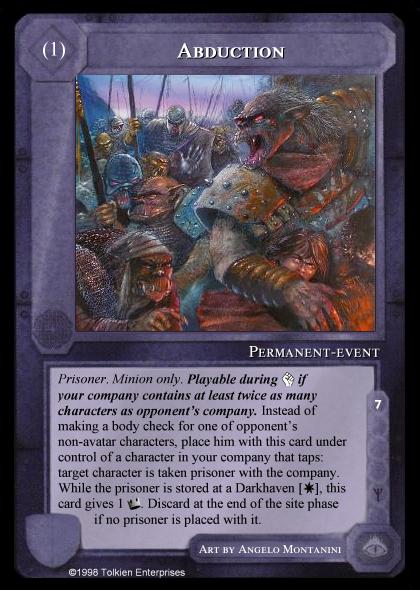 (1)
ABDUCTION
PERMANENT-EVENT
Prisoner. Minion only. Playable during if
your company contains at least twice as many
characters as opponent's company. Instead of
making a body check for one of opponent's
non-avatar characters, place him with this card under
control of a character in your company that taps:
target character is taken prisoner with the company.
While the prisoner is stored at a Darkhaven [✷], this
card gives 1 . Discard at the end of the site phase
if no prisoner is placed with it.
7
ART BY ANGELO MONTANINI
©1998 Tolkien Enterprises